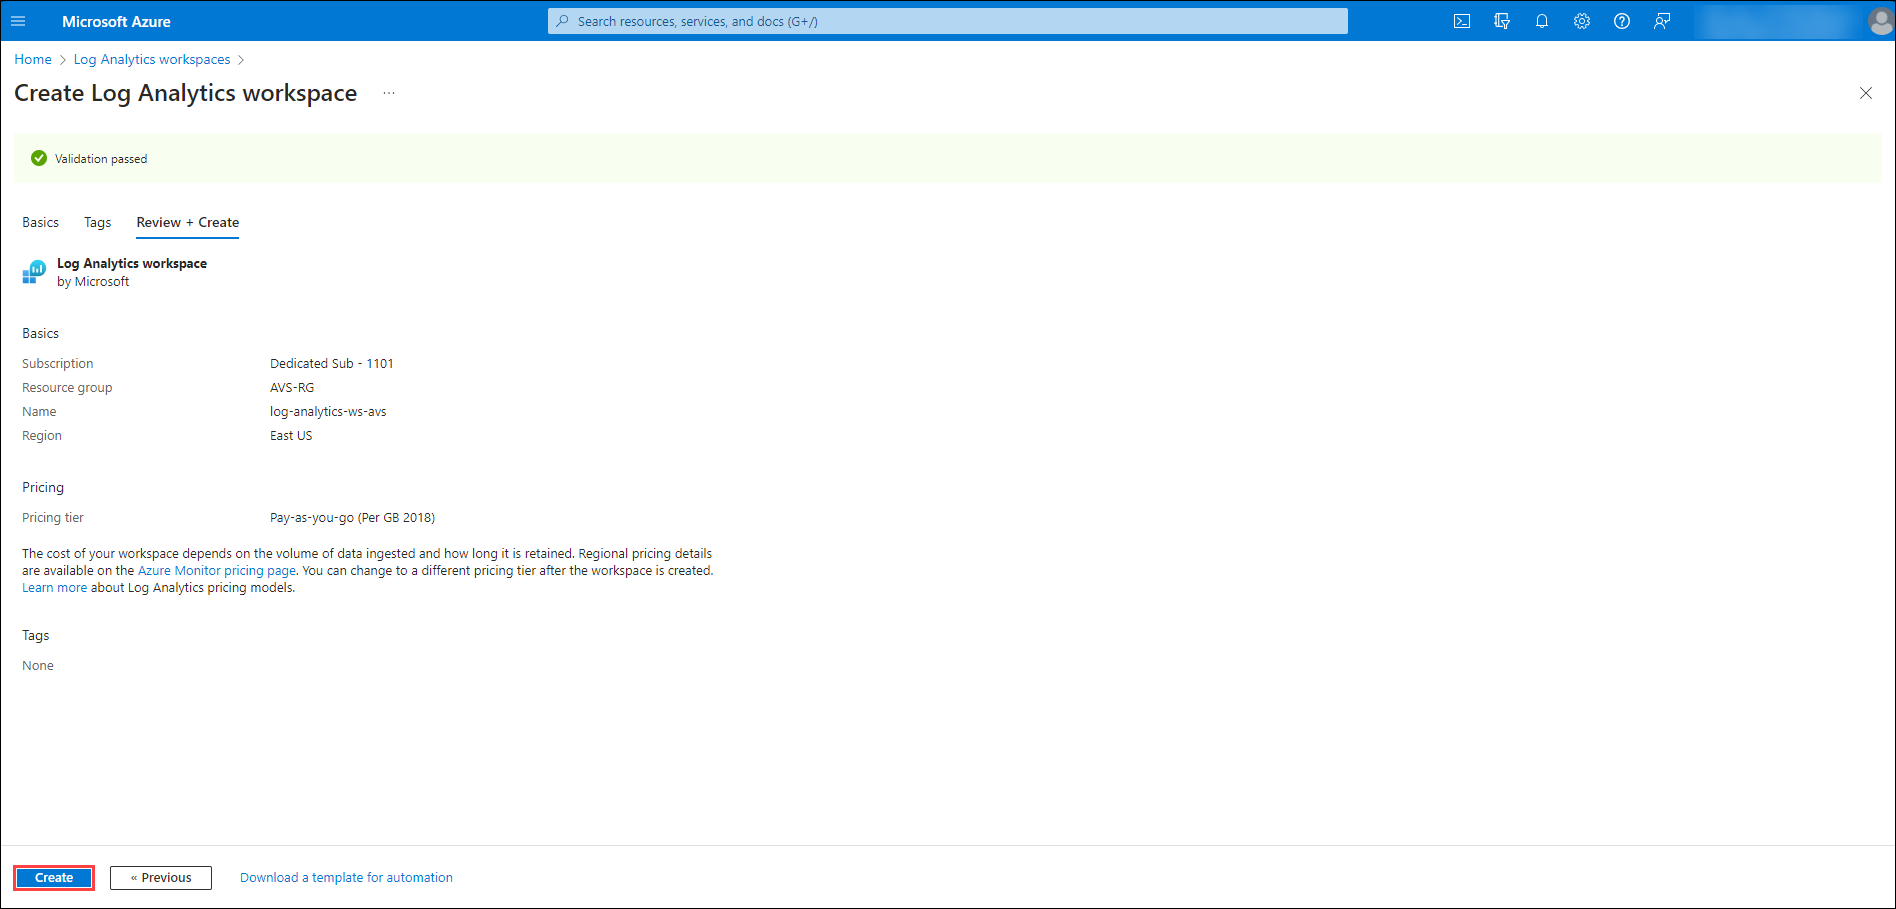 Microsoft Azure
Search resources, services, and docs (G+/)
Home > Log Analytics workspaces >
Create Log Analytics workspace ...
Validation passed
Basics Tags Review + Create
Log Analytics workspace
by Microsoft
Basics
Subscription Dedicated Sub - 1101
Resource group AVS-RG
Name log-analytics-ws-avs
Region East US
Pricing
Pricing tier Pay-as-you-go (Per GB 2018)
The cost of your workspace depends on the volume of data ingested and how long it is retained. Regional pricing details
are available on the Azure Monitor pricing page. You can change to a different pricing tier after the workspace is created.
Learn more about Log Analytics pricing models.
Tags
None
Create « Previous Download a template for automation